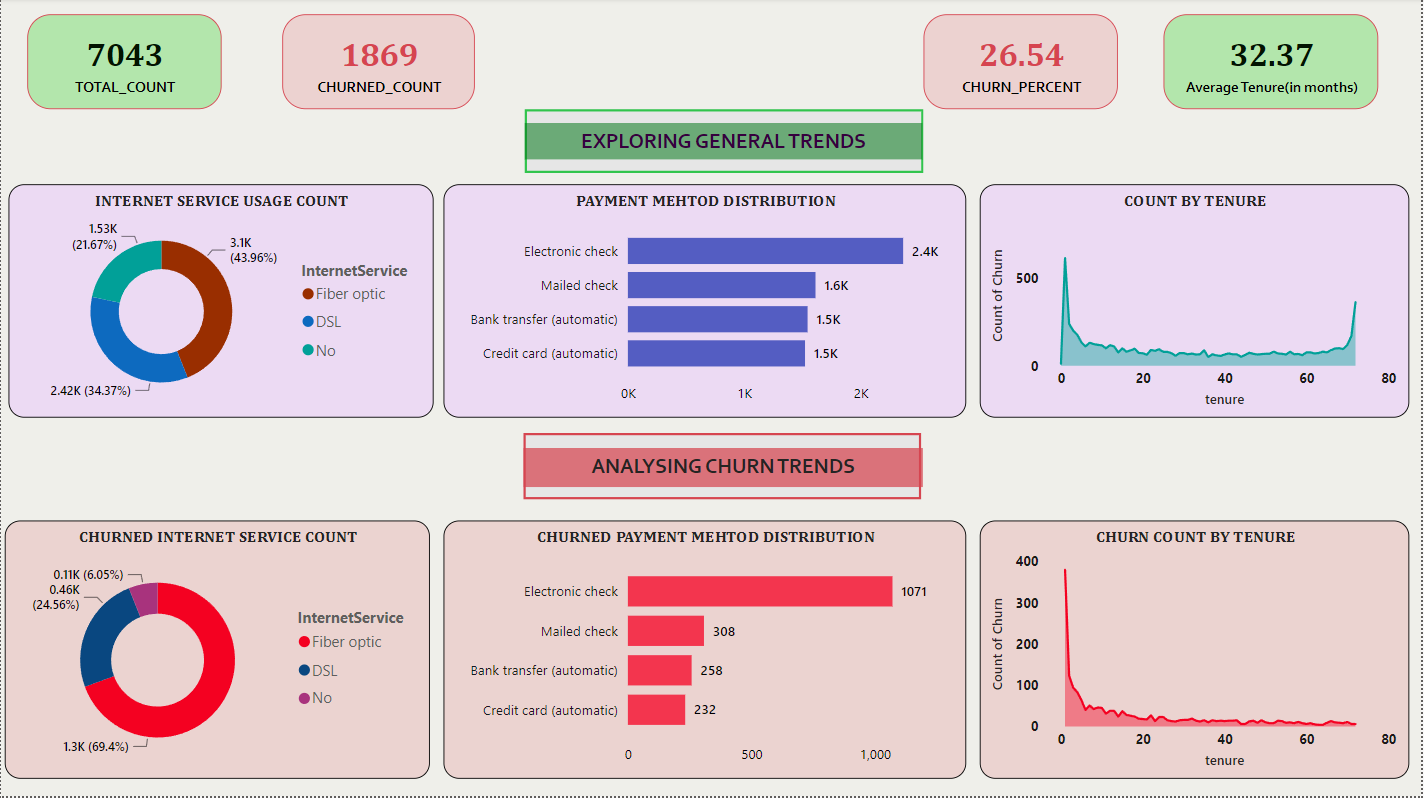 7043
TOTAL_COUNT
1869
CHURNED_COUNT
26.54
CHURN_PERCENT
32.37
Average Tenure(in months)
EXPLORING GENERAL TRENDS
INTERNET SERVICE USAGE COUNT
1.53K
(21.67%)
3.1K
(43.96%)
2.42K (34.37%)
InternetService
Fiber optic
DSL
No
PAYMENT MEHTOD DISTRIBUTION
Electronic check 2.4K
Mailed check 1.6K
Bank transfer (automatic) 1.5K
Credit card (automatic) 1.5K
0K 1K 2K
COUNT BY TENURE
Count of Churn
500
0
0 20 40 60 80
tenure
ANALYSING CHURN TRENDS
CHURNED INTERNET SERVICE COUNT
0.11K (6.05%)
0.46K
(24.56%)
1.3K (69.4%)
InternetService
Fiber optic
DSL
No
CHURNED PAYMENT MEHTOD DISTRIBUTION
Electronic check 1071
Mailed check 308
Bank transfer (automatic) 258
Credit card (automatic) 232
0 500 1,000
CHURN COUNT BY TENURE
Count of Churn
400
300
200
100
0
0 20 40 60 80
tenure